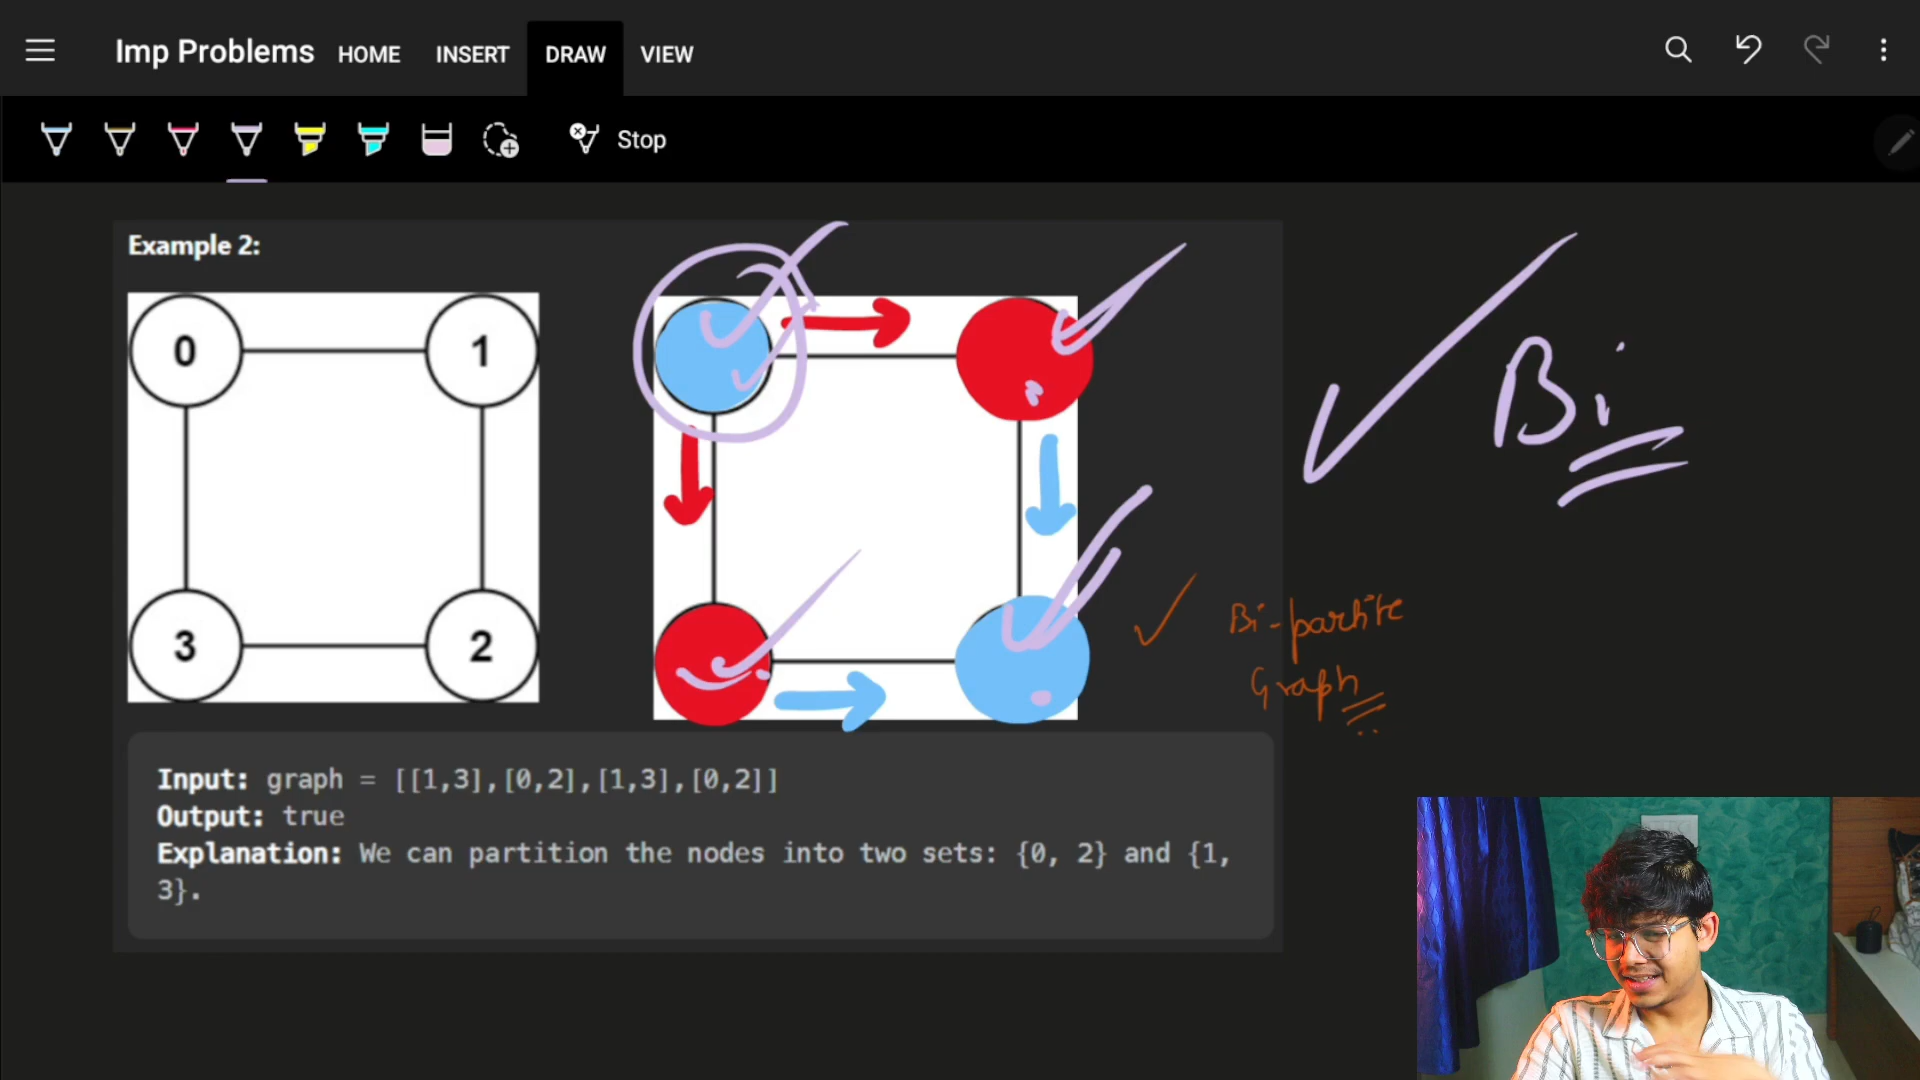 Imp Problems HOME INSERT DRAW VIEW
Stop
Example 2:
0 1
3 2
Bi
Bi-partite
Graph
Input: graph = [[1,3],[0,2],[1,3],[0,2]]
Output: true
Explanation: We can partition the nodes into two sets: {0, 2} and {1,
3}.